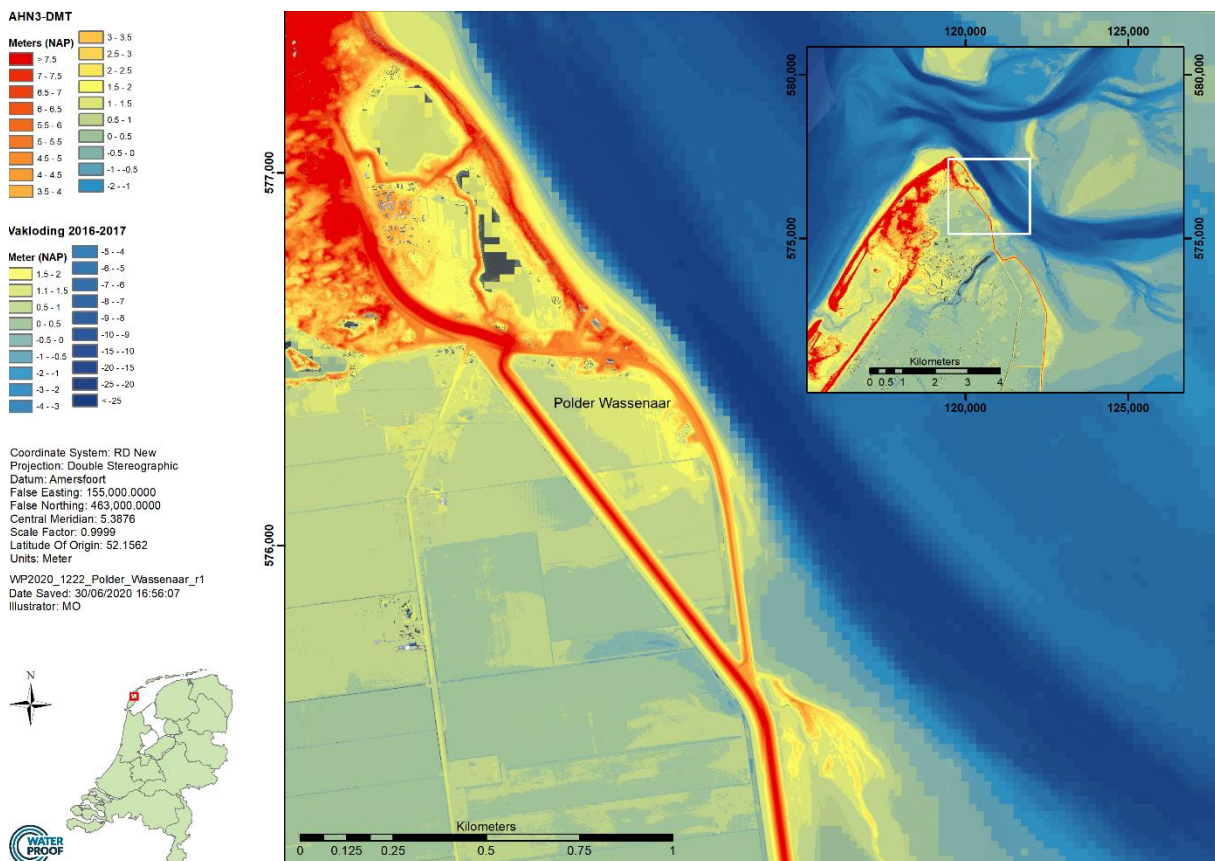 AHN3-DMT
Meters (NAP)
> 7.5
7 - 7.5
6.5 - 7
6 - 6.5
5.5 - 6
5 - 5.5
4.5 - 5
4 - 4.5
3.5 - 4
3 - 3.5
2.5 - 3
2 - 2.5
1.5 - 2
1 - 1.5
0.5 - 1
0 - 0.5
-0.5 - 0
-1 - -0.5
-2 - -1
Vakloding 2016-2017
Meter (NAP)
1.5 - 2
1.1 - 1.5
0.5 - 1
0 - 0.5
-0.5 - 0
-1 - -0.5
-2 - -1
-3 - -2
-4 - -3
-5 - -4
-6 - -5
-7 - -6
-8 - -7
-9 - -8
-10 - -9
-15 - -10
-20 - -15
-25 - -20
< -25
Coordinate System: RD New
Projection: Double Stereographic
Datum: Amersfoort
False Easting: 155,000.0000
False Northing: 463,000.0000
Central Meridian: 5.3876
Scale Factor: 0.9999
Latitude Of Origin: 52.1562
Units: Meter
WP2020_1222_Polder_Wassenaar_r1
Date Saved: 30/06/2020 16:56:07
Illustrator: MO
N
WATER
PROOF
577,000
576,000
Polder Wassenaar
Kilometers
0 0.125 0.25 0.5 0.75 1
120,000 125,000
580,000 580,000
575,000 575,000
Kilometers
0 0.5 1 2 3 4
120,000 125,000